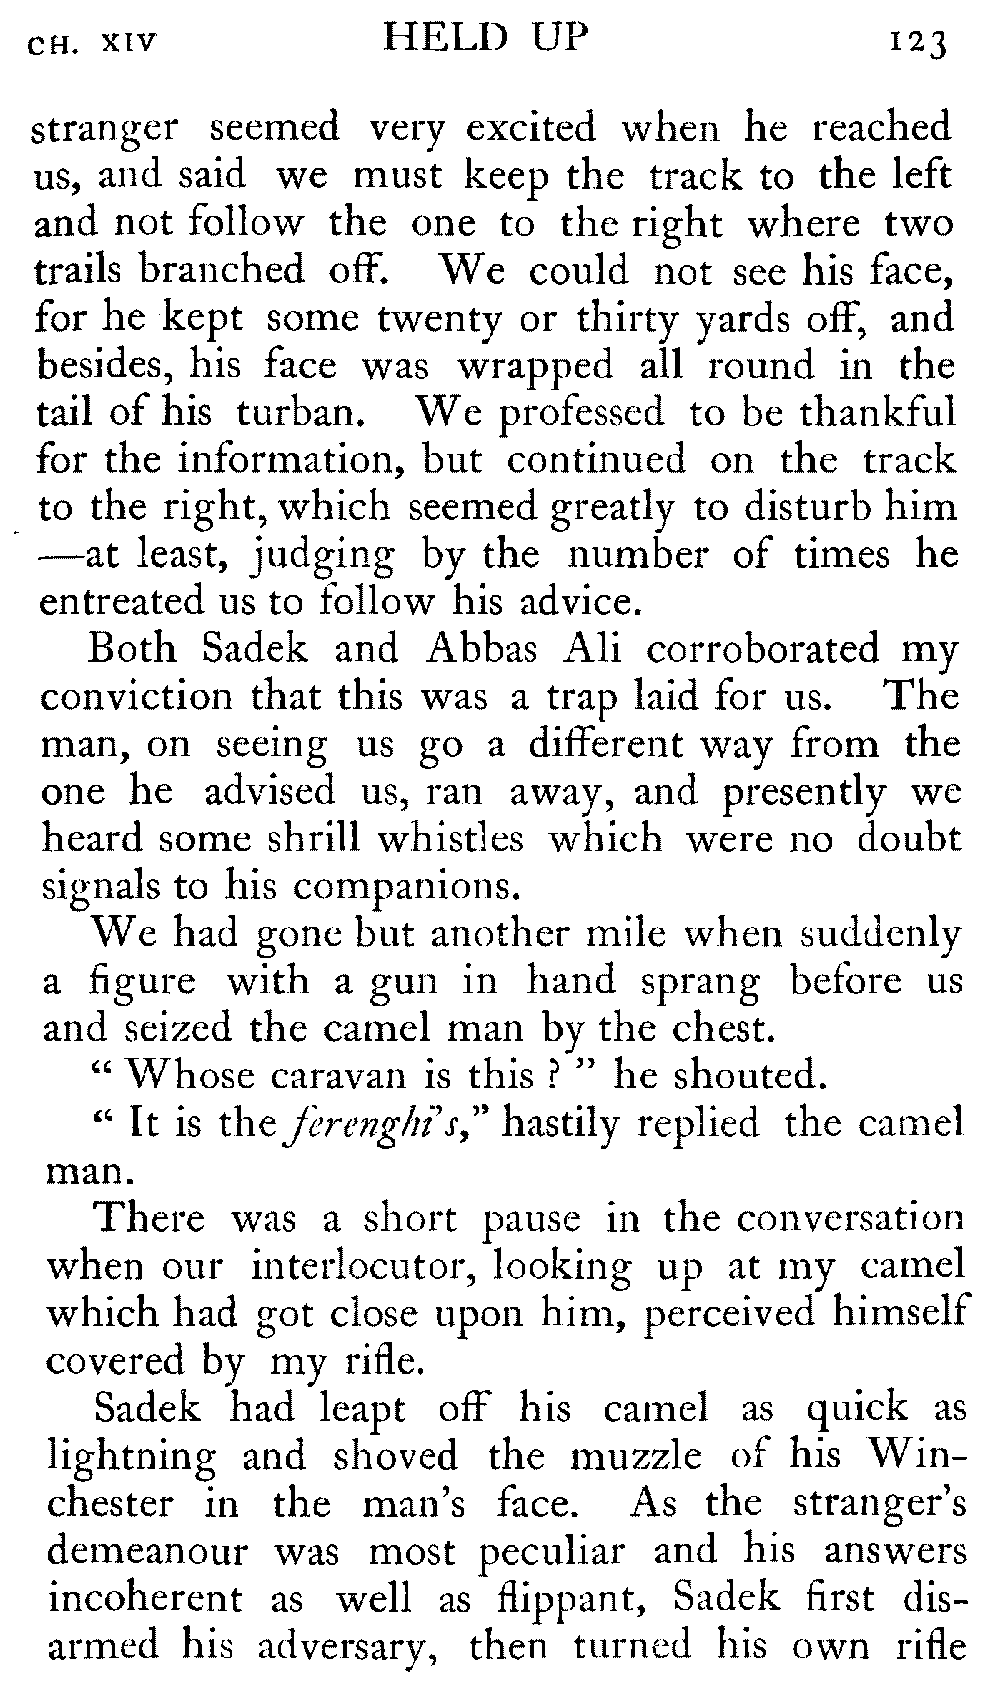 CH. XIV HELD UP 123
stranger seemed very excited when he reached
us, and said we must keep the track to the left
and not follow the one to the right where two
trails branched off. We could not see his face,
for he kept some twenty or thirty yards off, and
besides, his face was wrapped all round in the
tail of his turban. We professed to be thankful
for the information, but continued on the track
to the right, which seemed greatly to disturb him
—at least, judging by the number of times he
entreated us to follow his advice.
Both Sadek and Abbas Ali corroborated my
conviction that this was a trap laid for us. The
man, on seeing us go a different way from the
one he advised us, ran away, and presently we
heard some shrill whistles which were no doubt
signals to his companions.
We had gone but another mile when suddenly
a figure with a gun in hand sprang before us
and seized the camel man by the chest.
“ Whose caravan is this ? ” he shouted.
“ It is the ferenghi’s,” hastily replied the camel
man.
There was a short pause in the conversation
when our interlocutor, looking up at my camel
which had got close upon him, perceived himself
covered by my rifle.
Sadek had leapt off his camel as quick as
lightning and shoved the muzzle of his Win-
chester in the man’s face. As the stranger’s
demeanour was most peculiar and his answers
incoherent as well as flippant, Sadek first dis-
armed his adversary, then turned his own rifle